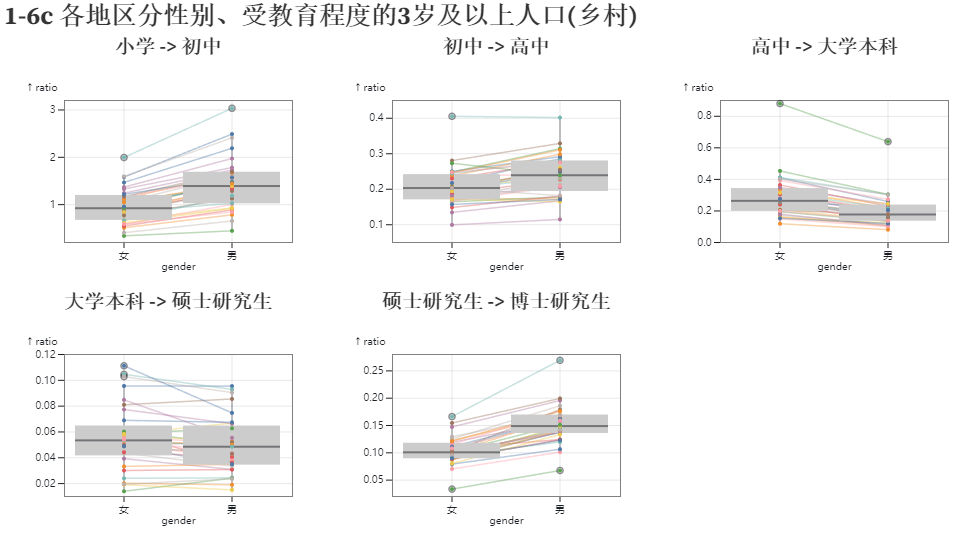 1-6c 各地区分性别、受教育程度的3岁及以上人口(乡村)
小学 -> 初中
↑ ratio
3
2
1
女
男
gender
初中 -> 高中
↑ ratio
0.4
0.3
0.2
0.1
女
男
gender
高中 -> 大学本科
↑ ratio
0.8
0.6
0.4
0.2
0.0
女
男
gender
大学本科 -> 硕士研究生
↑ ratio
0.12
0.10
0.08
0.06
0.04
0.02
女
男
gender
硕士研究生 -> 博士研究生
↑ ratio
0.25
0.20
0.15
0.10
0.05
女
男
gender